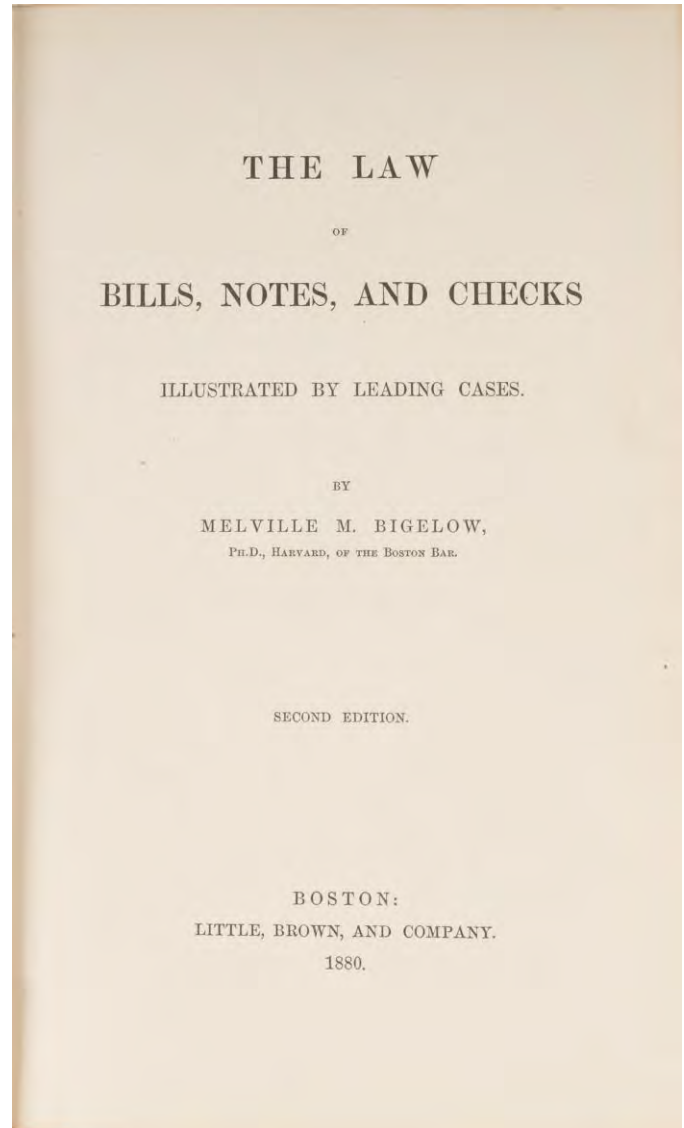 THE LAW
OF
BILLS, NOTES, AND CHECKS
ILLUSTRATED BY LEADING CASES.
BY
MELVILLE M. BIGELOW,
PH.D., HARVARD, OF THE BOSTON BAR.
SECOND EDITION.
BOSTON:
LITTLE, BROWN, AND COMPANY.
1880.